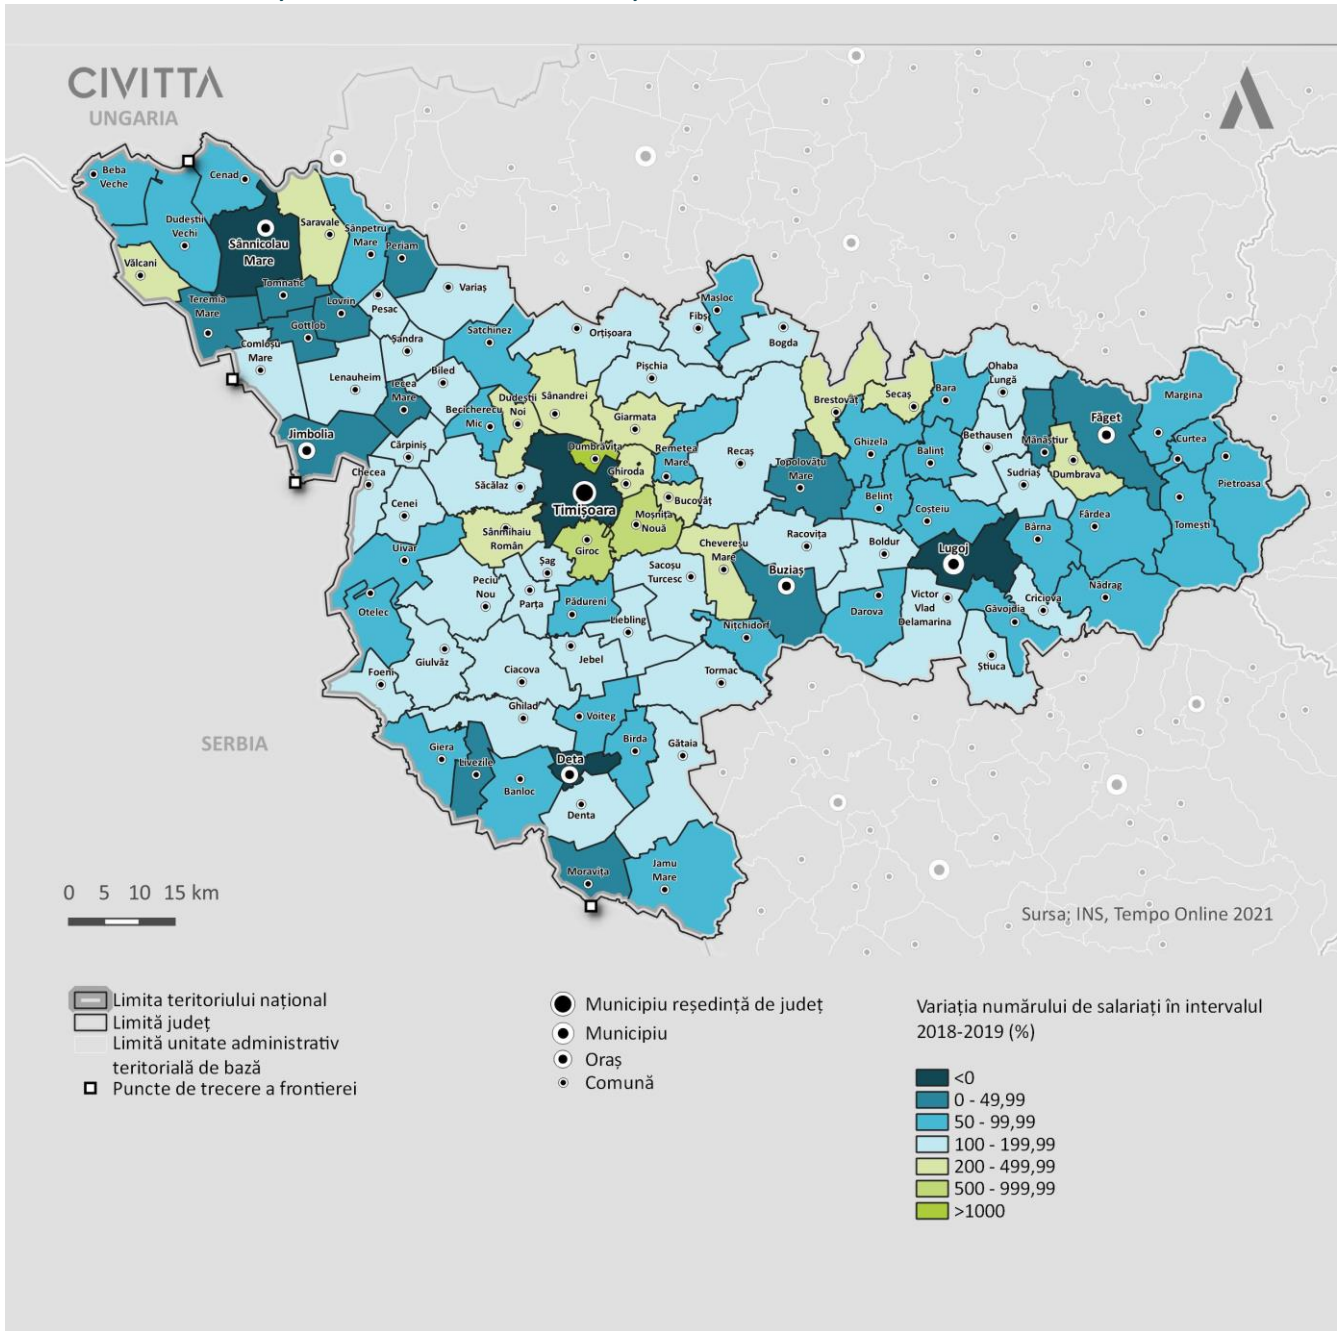 CIVITTA
UNGARIA
Beba
Veche
Cenad
Dudeștii
Vechi
Sânnicolau
Mare
Saravale
Sânpetru
Mare
Periam
Vălcani
Teremia
Mare
Tomnatic
Lovrin
Gottlob
Pesac
Variaș
Comloșu
Mare
Șandra
Satchinez
Lenauheim
Biled
Iecea
Mare
Becicherecu
Mic
Dudeștii
Noi
Sânandrei
Orțișoara
Pișchia
Fibiș
Mașloc
Bogda
Giarmata
Jimbolia
Cărpiniș
Checea
Cenei
Săcălaz
Dumbrăvița
Ghiroda
Remetea
Mare
Recaș
Timișoara
Bucovăț
Moșnița
Nouă
Giroc
Sânmihaiu
Român
Brestovăț
Secaș
Bara
Ohaba
Lungă
Făget
Margina
Curtea
Pietroasa
Ghizela
Balinț
Bethausen
Mănăștiur
Dumbrava
Sudriaș
Topolovățu
Mare
Belinț
Coșteiu
Fârdea
Tomești
Bârna
Lugoj
Boldur
Racovița
Chevereșu
Mare
Buziaș
Uivar
Otelec
Peciu
Nou
Șag
Parța
Pădureni
Sacoșu
Turcesc
Liebling
Nițchidorf
Darova
Victor
Vlad
Delamarina
Găvojdia
Criciova
Nădrag
Știuca
Foeni
Giulvăz
Ciacova
Jebel
Tormac
Ghilad
Voiteg
Birda
Gătaia
Giera
Livezile
Banloc
Deta
Denta
Moravița
Jamu
Mare
SERBIA
0 5 10 15 km
Sursa; INS, Tempo Online 2021
Limita teritoriului național
Limită județ
Limită unitate administrativ
teritorială de bază
Puncte de trecere a frontierei
Municipiu reședință de județ
Municipiu
Oraș
Comună
Variația numărului de salariați în intervalul
2018-2019 (%)
<0
0 - 49,99
50 - 99,99
100 - 199,99
200 - 499,99
500 - 999,99
>1000